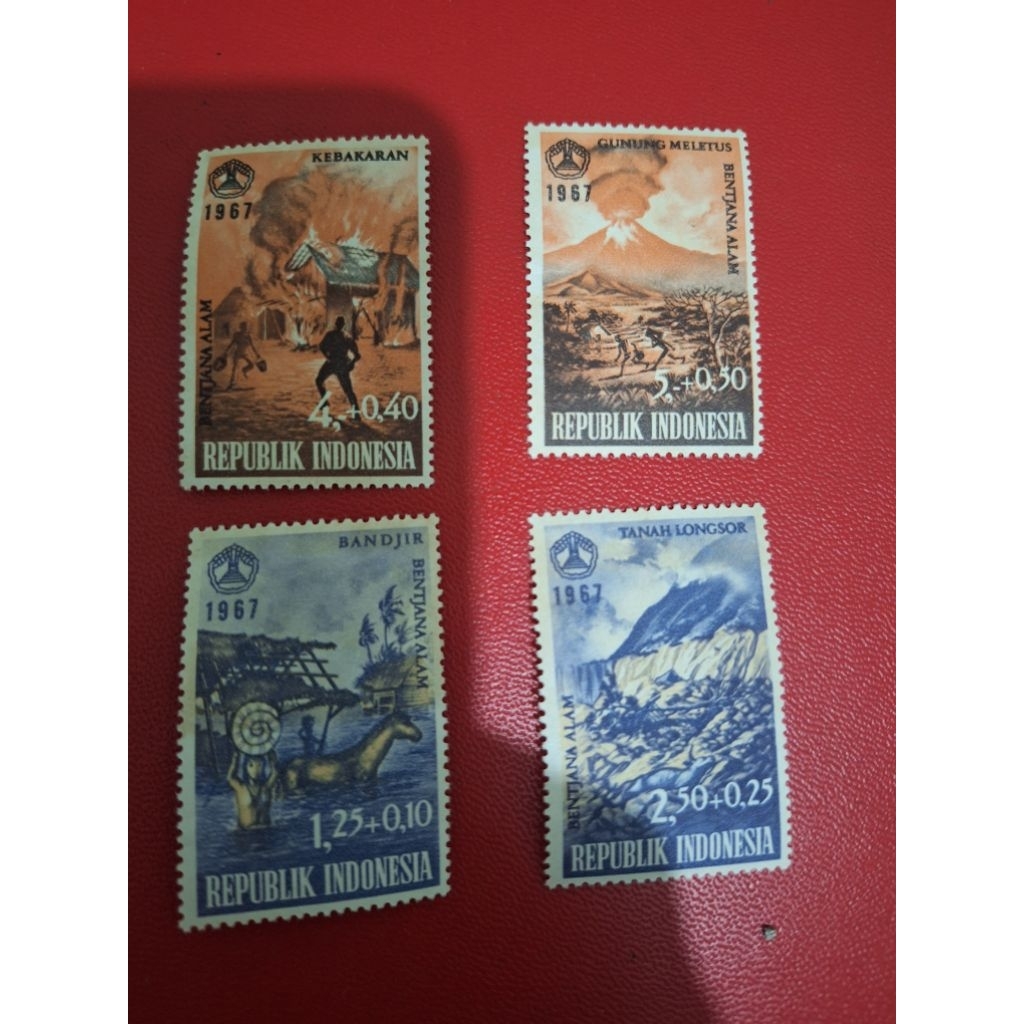 KEBAKARAN
1967
BENTJANA ALAM
4,-+0,40
REPUBLIK INDONESIA
GUNUNG MELETUS
1967
BENTJANA ALAM
5,-+0,50
REPUBLIK INDONESIA
BANDJIR
1967
BENTJANA ALAM
1,25+0,10
REPUBLIK INDONESIA
TANAH LONGSOR
1967
BENTJANA ALAM
2,50+0,25
REPUBLIK INDONESIA